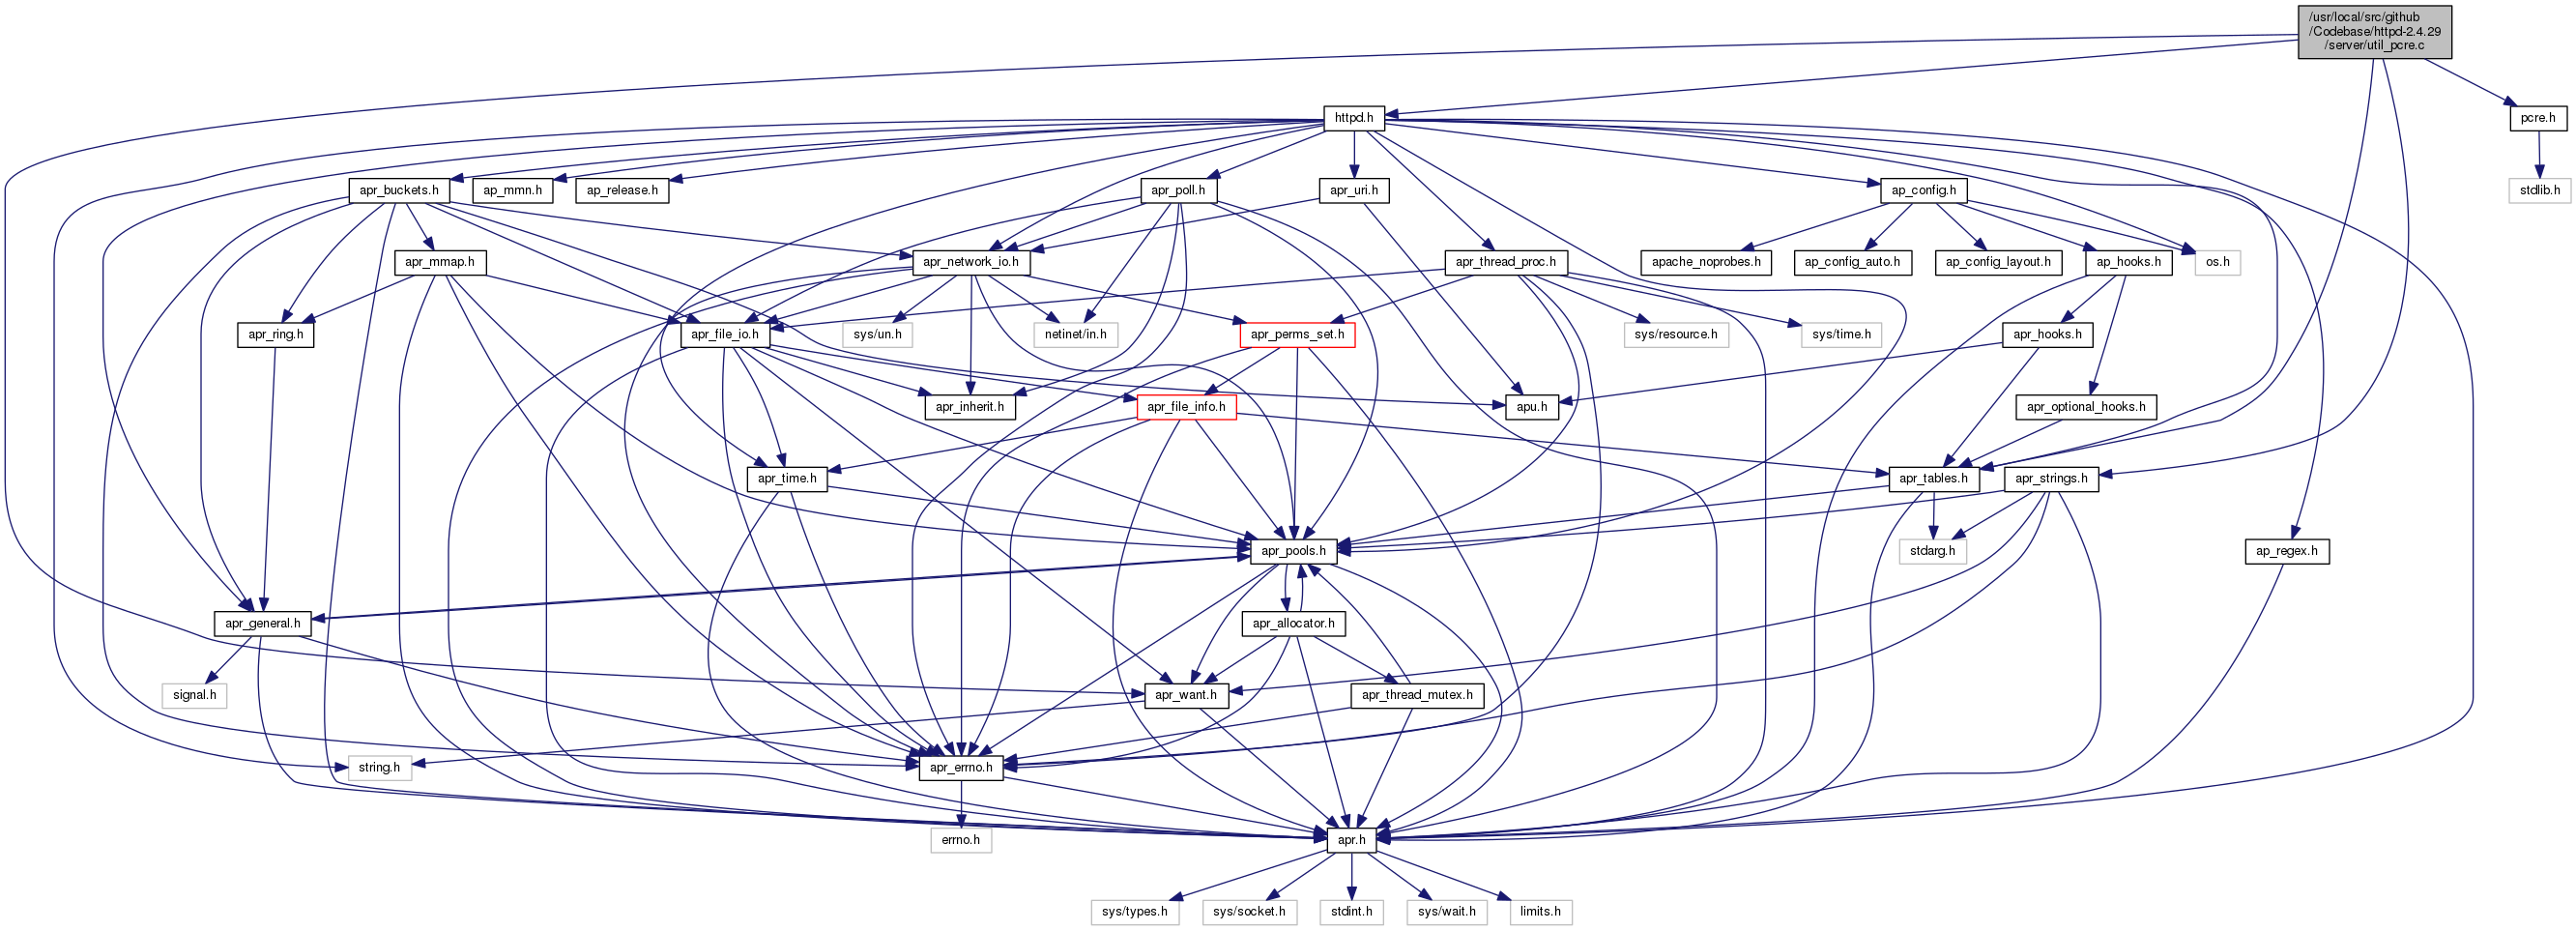 /usr/local/src/github
/Codebase/httpd-2.4.29
/server/util_pcre.c
httpd.h
pcre.h
apr_buckets.h
ap_mmn.h
ap_release.h
apr_poll.h
apr_uri.h
ap_config.h
stdlib.h
apr_mmap.h
apr_network_io.h
apr_thread_proc.h
apache_noprobes.h
ap_config_auto.h
ap_config_layout.h
ap_hooks.h
os.h
apr_ring.h
apr_file_io.h
sys/un.h
netinet/in.h
apr_perms_set.h
sys/resource.h
sys/time.h
apr_hooks.h
apr_inherit.h
apr_file_info.h
apu.h
apr_optional_hooks.h
apr_time.h
apr_tables.h
apr_strings.h
apr_pools.h
stdarg.h
ap_regex.h
apr_general.h
apr_allocator.h
signal.h
apr_want.h
apr_thread_mutex.h
string.h
apr_errno.h
errno.h
apr.h
sys/types.h
sys/socket.h
stdint.h
sys/wait.h
limits.h